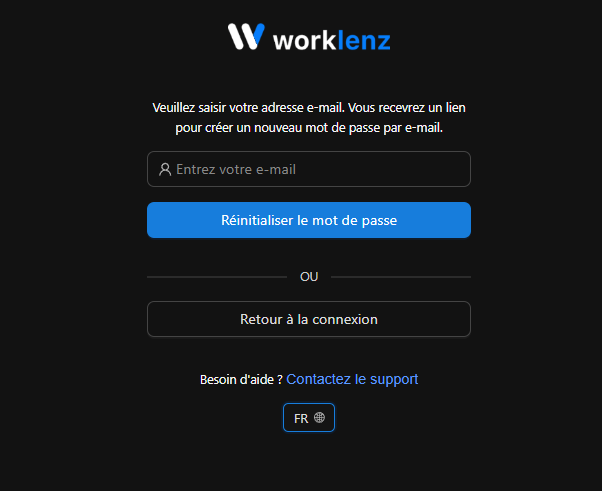 worklenz
Veuillez saisir votre adresse e-mail. Vous recevrez un lien
pour créer un nouveau mot de passe par e-mail.
Entrez votre e-mail
Réinitialiser le mot de passe
OU
Retour à la connexion
Besoin d'aide ? Contactez le support
FR